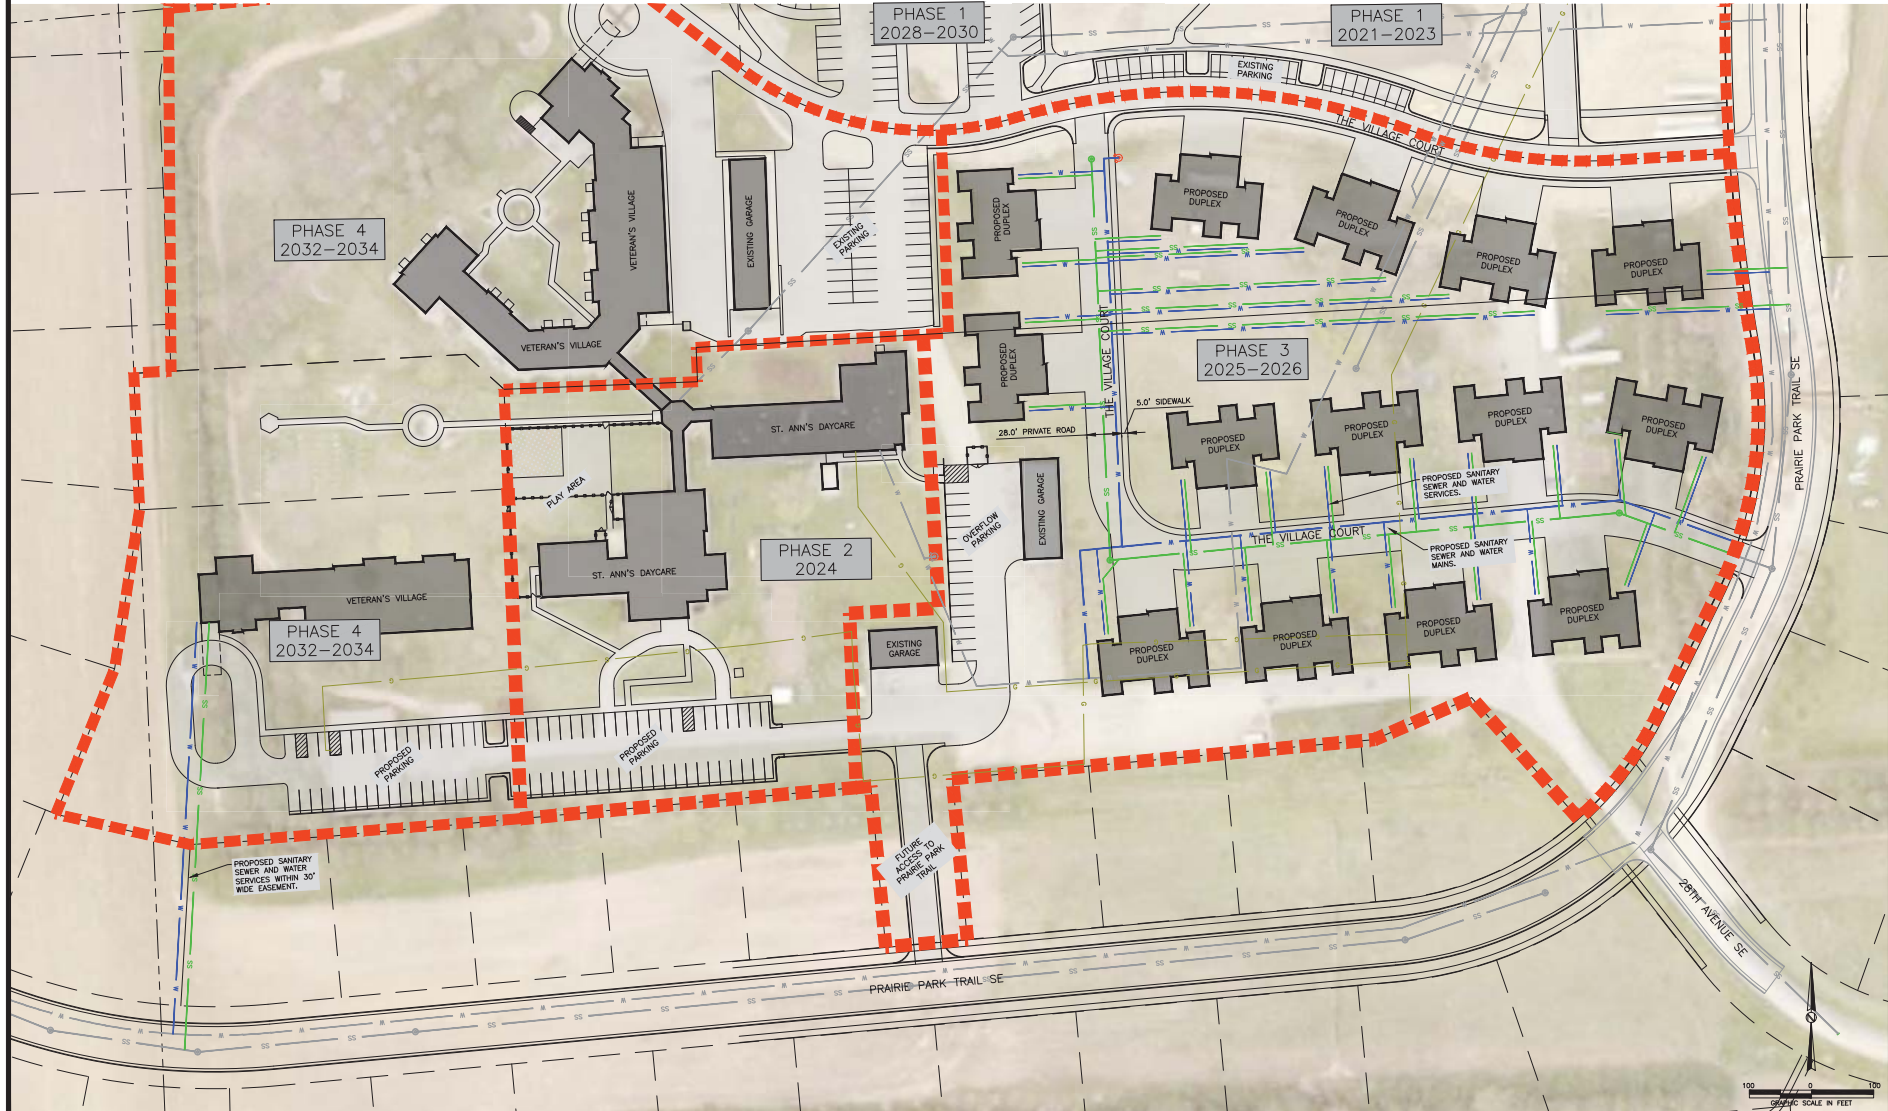 PHASE 1
2028-2030
PHASE 1
2021-2023
EXISTING
PARKING
THE VILLAGE COURT
PHASE 4
2032-2034
VETERAN'S VILLAGE
EXISTING GARAGE
EXISTING
PARKING
PROPOSED
DUPLEX
PROPOSED
DUPLEX
PROPOSED
DUPLEX
PROPOSED
DUPLEX
PROPOSED
DUPLEX
VETERAN'S VILLAGE
PROPOSED
DUPLEX
THE VILLAGE COURT
PHASE 3
2025-2026
PRAIRIE PARK TRAIL SE
5.0' SIDEWALK
28.0' PRIVATE ROAD
ST. ANN'S DAYCARE
PROPOSED
DUPLEX
PROPOSED
DUPLEX
PROPOSED
DUPLEX
PROPOSED
DUPLEX
PLAY AREA
PROPOSED SANITARY
SEWER AND WATER
SERVICES.
OVERFLOW
PARKING
EXISTING GARAGE
THE VILLAGE COURT
PROPOSED SANITARY
SEWER AND WATER
MAINS.
PHASE 2
2024
ST. ANN'S DAYCARE
VETERAN'S VILLAGE
PHASE 4
2032-2034
EXISTING
GARAGE
PROPOSED
DUPLEX
PROPOSED
DUPLEX
PROPOSED
DUPLEX
PROPOSED
DUPLEX
PROPOSED
PARKING
PROPOSED
PARKING
FUTURE
ACCESS TO
PRAIRIE PARK
TRAIL
PROPOSED SANITARY
SEWER AND WATER
SERVICES WITHIN 30'
WIDE EASEMENT.
28TH AVENUE SE
PRAIRIE PARK TRAIL SE
100 0 100
GRAPHIC SCALE IN FEET